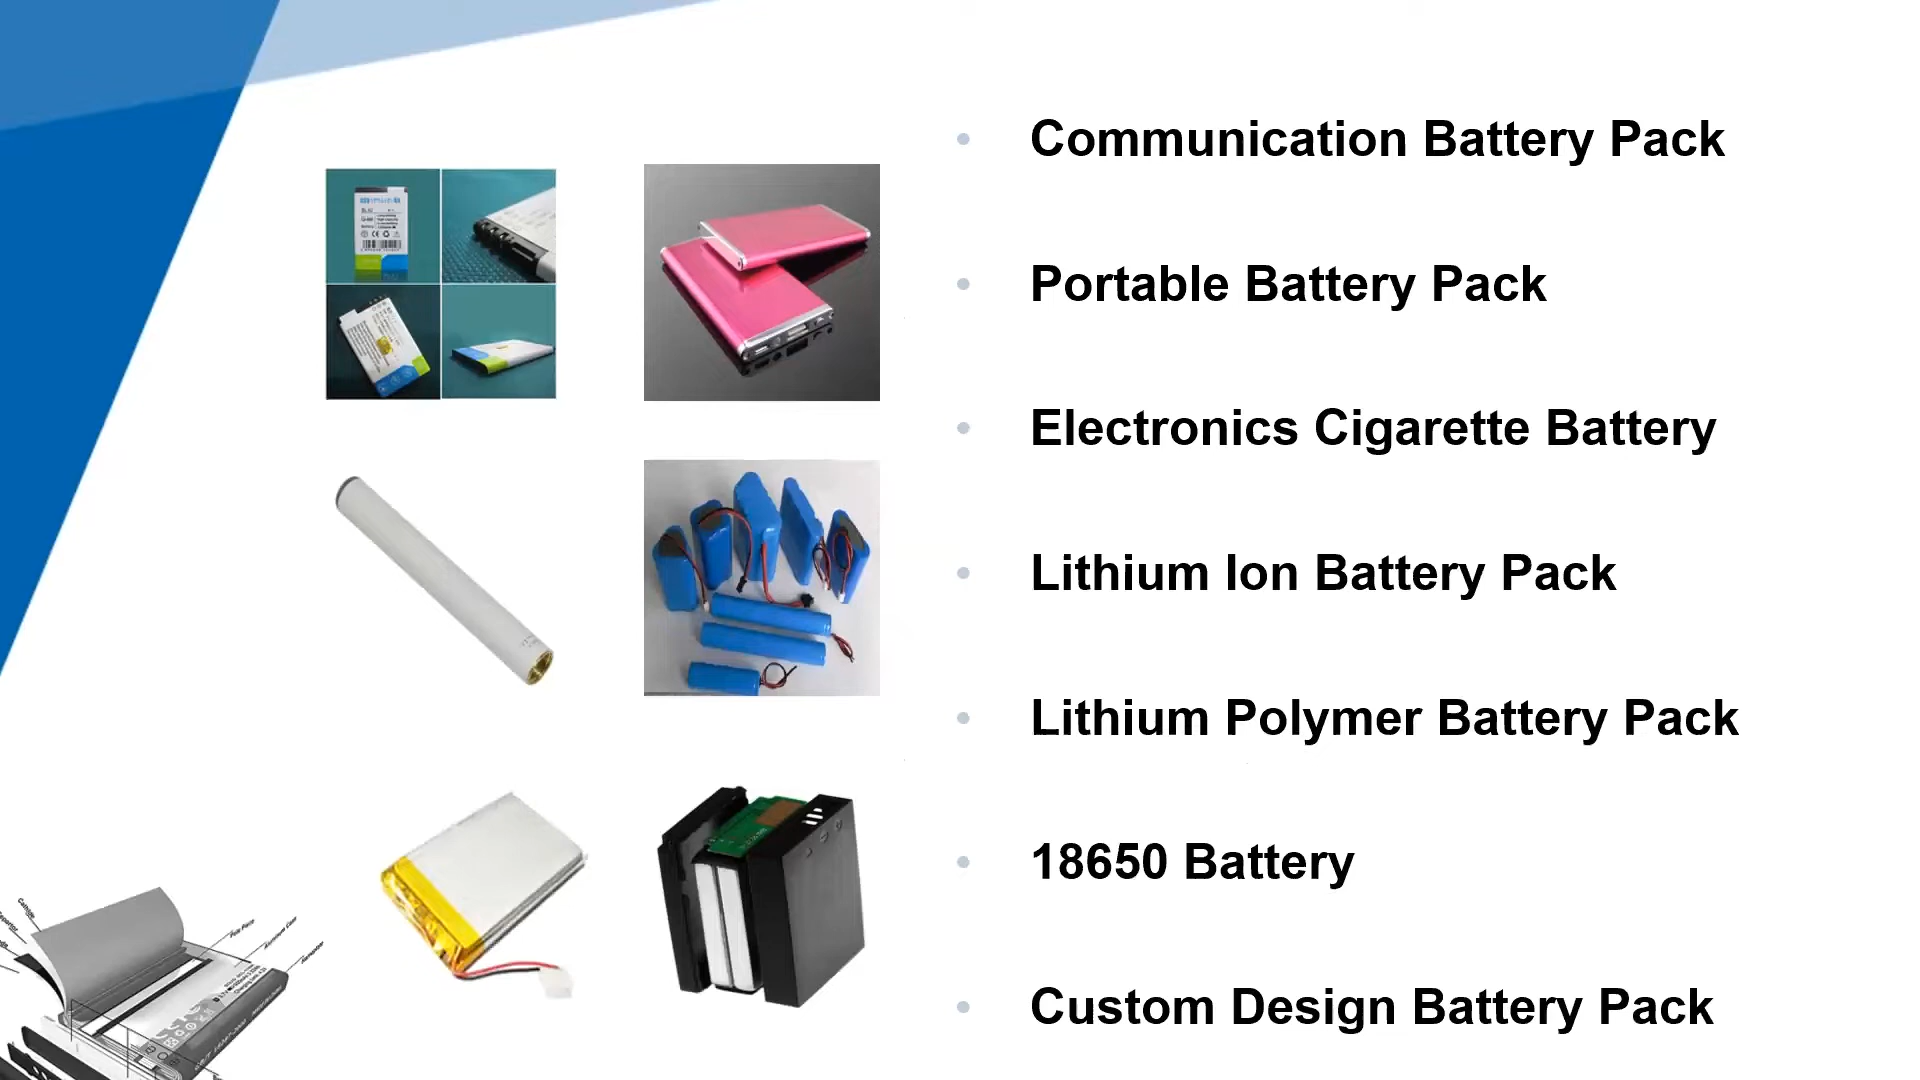 Communication Battery Pack
Portable Battery Pack
Electronics Cigarette Battery
Lithium Ion Battery Pack
Lithium Polymer Battery Pack
18650 Battery
Custom Design Battery Pack